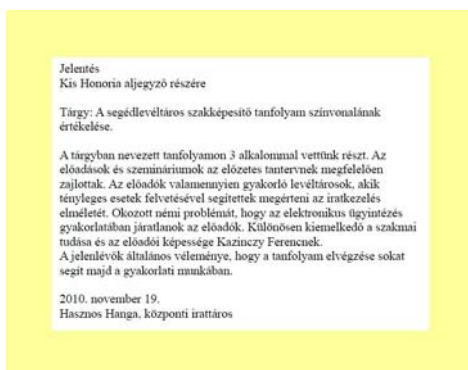 Jelentés
Kis Honoria aljegyző részére
Tárgy: A segédlevéltáros szakképesítő tanfolyam színvonalának
értékelése.
A tárgyban nevezett tanfolyamon 3 alkalommal vettünk részt. Az
előadások és szemináriumok az előzetes tantervnek megfelelően
zajlottak. Az előadók valamennyien gyakorló levéltárosok, akik
tényleges esetek felvetésével segítettek megérteni az iratkezelés
elméletét. Okozott némi problémát, hogy az elektronikus ügyintézés
gyakorlatában járatlanok az előadók. Különösen kiemelkedő a szakmai
tudása és az előadói képessége Kazinczy Ferencnek.
A jelenlévők általános véleménye, hogy a tanfolyam elvégzése sokat
segít majd a gyakorlati munkában.
2010. november 19.
Hasznos Hanga, központi irattáros